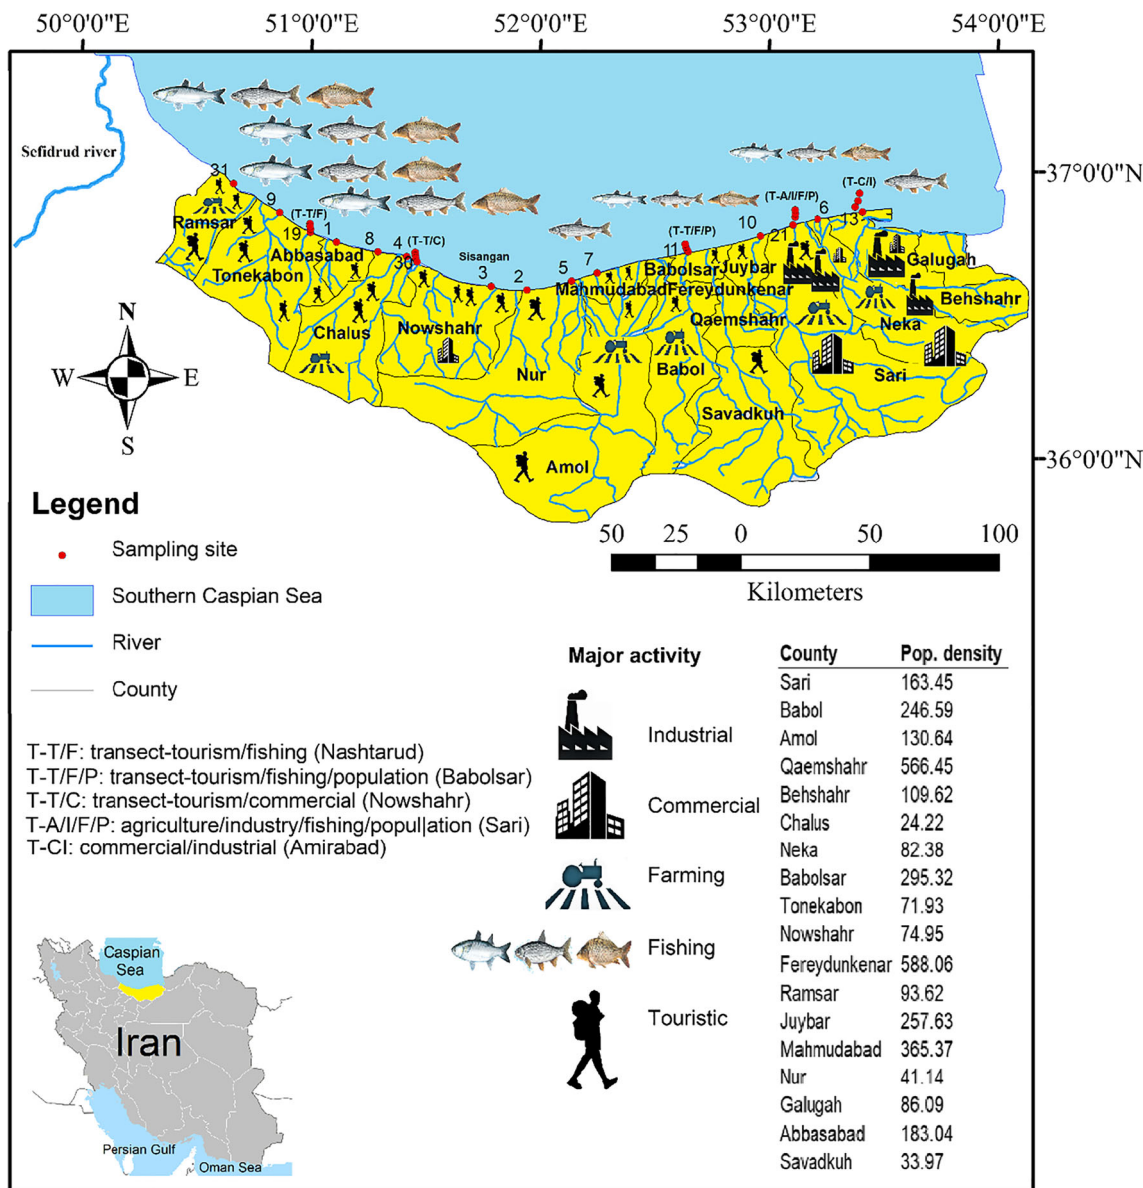 50°0'0"E 51°0'0"E 52°0'0"E 53°0'0"E 54°0'0"E
Sefidrud river
37°0'0"N
36°0'0"N
31
9
(T-T/F)
19
1
8
4
(T-T/C)
30
Sisangan
3
2
5
7
(T-T/F/P)
11
10
(T-A/I/F/P)
21
6
(T-C/I)
13
Ramsar
Tonekabon
Abbasabad
Chalus
Nowshahr
Nur
Amol
Mahmudabad
Babolsar
Fereydunkenar
Juybar
Qaemshahr
Babol
Savadkuh
Sari
Neka
Galugah
Behshahr
N
W E
S
50 25 0 50 100
Kilometers
Legend
Sampling site
Southern Caspian Sea
River
County
T-T/F: transect-tourism/fishing (Nashtarud)
T-T/F/P: transect-tourism/fishing/population (Babolsar)
T-T/C: transect-tourism/commercial (Nowshahr)
T-A/I/F/P: agriculture/industry/fishing/popul|ation (Sari)
T-CI: commercial/industrial (Amirabad)
Caspian
Sea
Iran
Persian Gulf
Oman Sea
Major activity
Industrial
Commercial
Farming
Fishing
Touristic
County Pop. density
Sari 163.45
Babol 246.59
Amol 130.64
Qaemshahr 566.45
Behshahr 109.62
Chalus 24.22
Neka 82.38
Babolsar 295.32
Tonekabon 71.93
Nowshahr 74.95
Fereydunkenar 588.06
Ramsar 93.62
Juybar 257.63
Mahmudabad 365.37
Nur 41.14
Galugah 86.09
Abbasabad 183.04
Savadkuh 33.97